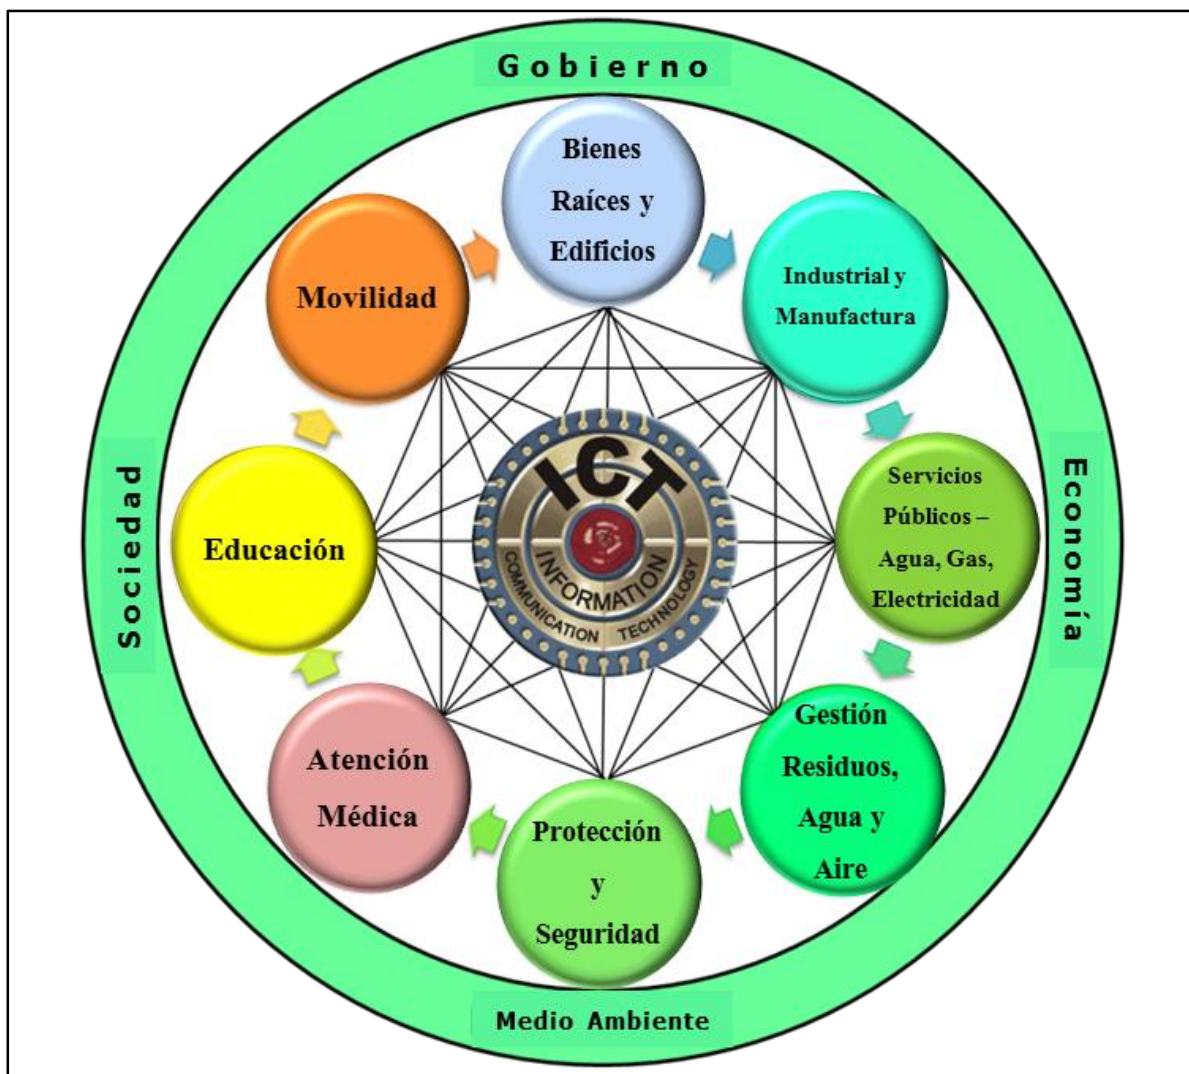 Gobierno
Bienes
Raíces y
Edificios
Industrial y
Manufactura
Servicios
Públicos –
Agua, Gas,
Electricidad
Gestión
Residuos,
Agua y
Aire
Protección
y
Seguridad
Atención
Médica
Educación
Movilidad
ICT
INFORMATION
COMMUNICATION TECHNOLOGY
Sociedad
Economía
Medio Ambiente